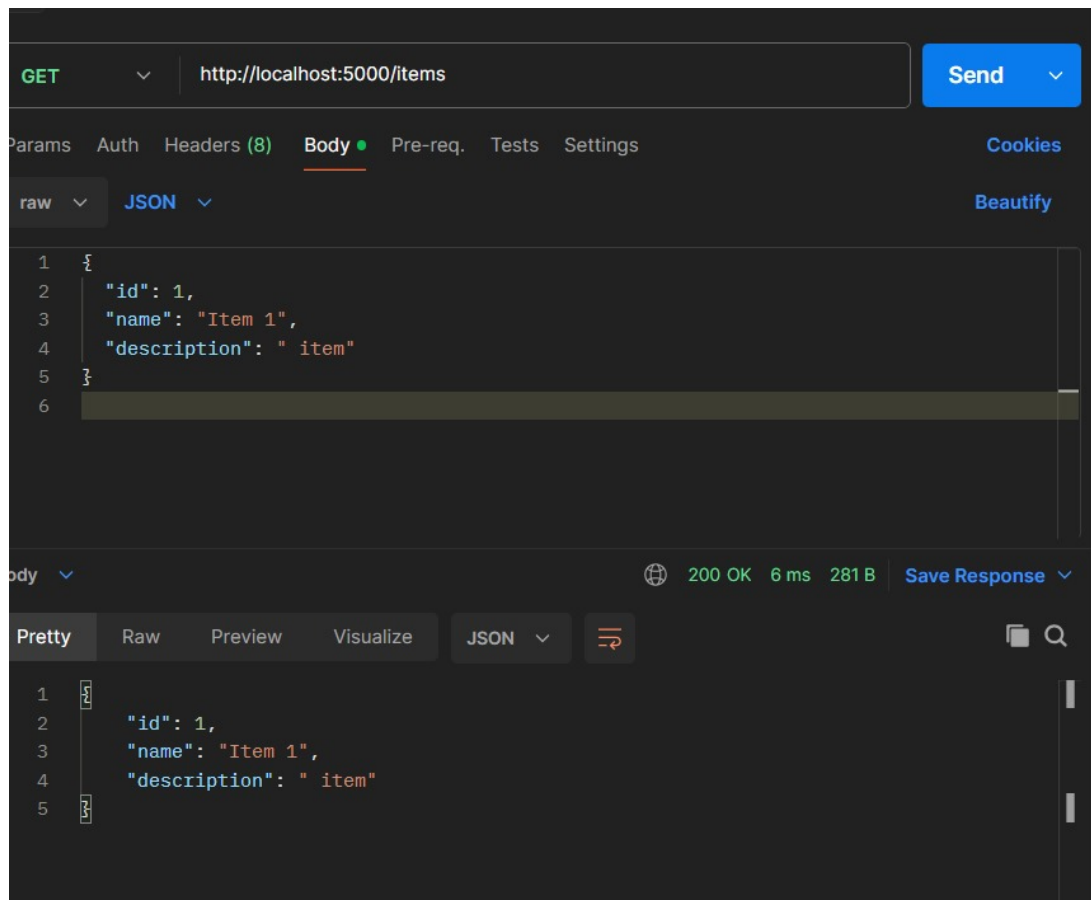 GET http://localhost:5000/items Send
Params Auth Headers (8) Body Pre-req. Tests Settings Cookies
raw JSON Beautify
1 {
2 "id": 1,
3 "name": "Item 1",
4 "description": " item"
5 }
6
ody 200 OK 6 ms 281 B Save Response
Pretty Raw Preview Visualize JSON
1 {
2 "id": 1,
3 "name": "Item 1",
4 "description": " item"
5 }